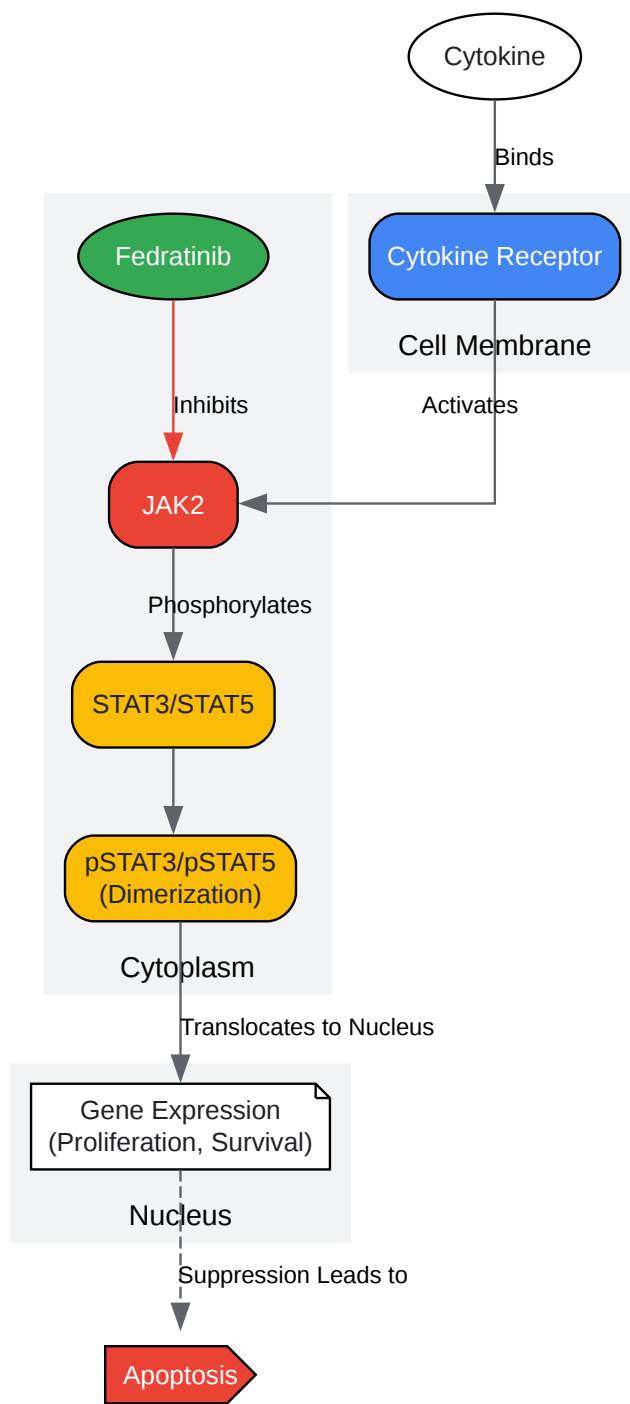 Cytokine
Binds
Fedratinib
Cytokine Receptor
Cell Membrane
Inhibits
Activates
JAK2
Phosphorylates
STAT3/STAT5
pSTAT3/pSTAT5
(Dimerization)
Cytoplasm
Translocates to Nucleus
Gene Expression
(Proliferation, Survival)
Nucleus
Suppression Leads to
Apoptosis